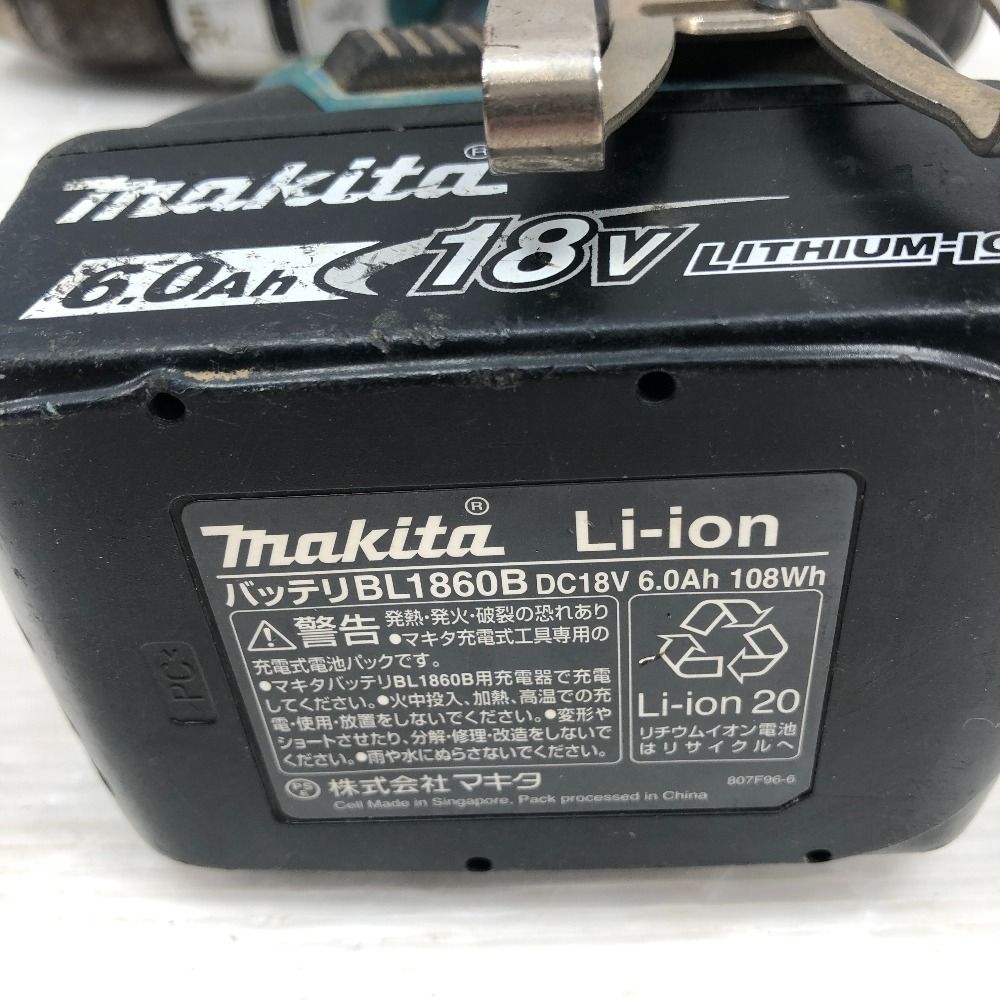 makita®
6.0Ah 18V LITHIUM-IO
makita® Li-ion
バッテリBL1860B DC18V 6.0Ah 108Wh
警告 発熱・発火・破裂の恐れあり
●マキタ充電式工具専用の
充電式電池パックです。
●マキタバッテリBL1860B用充電器で充電
してください。●火中投入、加熱、高温での充
電・使用・放置をしないでください。●変形や
ショートさせたり、分解・修理・改造をしないで
ください。●雨や水にぬらさないでください。
Li-ion 20
リチウムイオン電池
はリサイクルへ
PS E 株式会社 マキタ
807F96-6
Cell Made in Singapore. Pack processed in China
>PC<